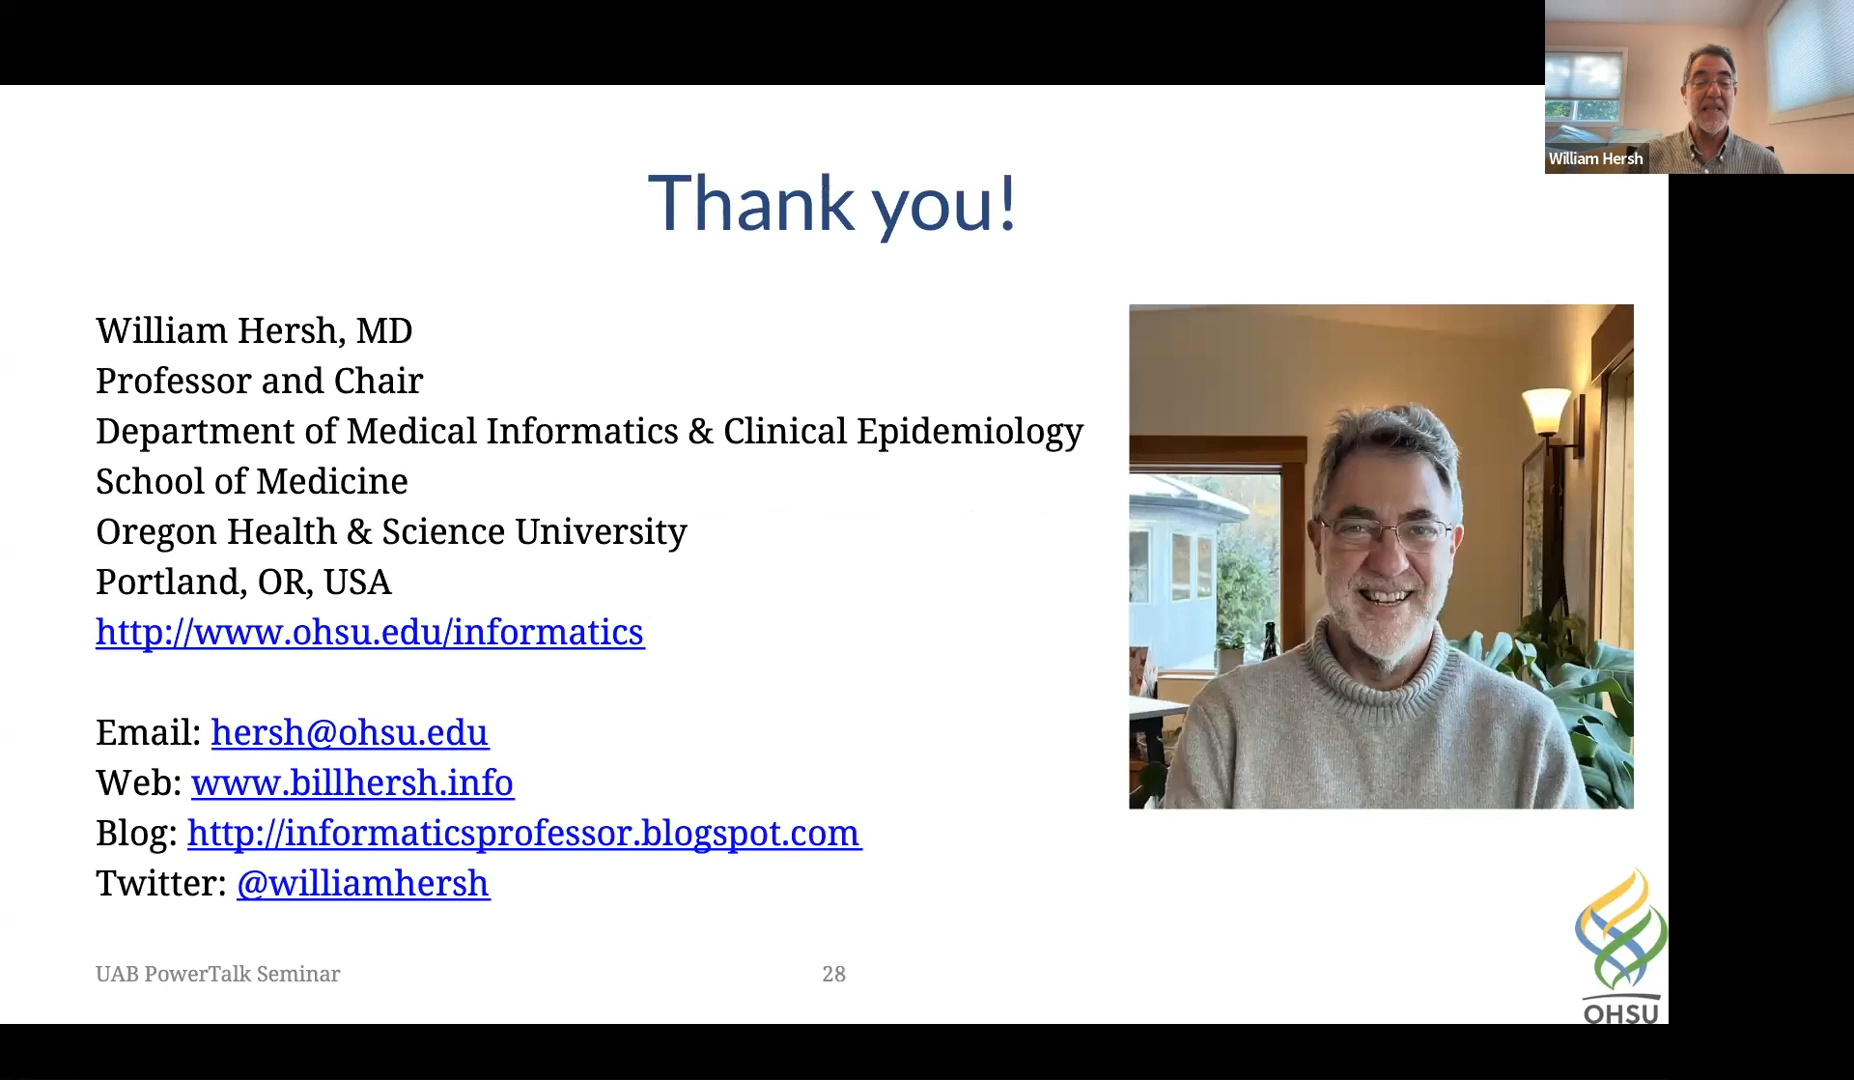 William Hersh
Thank you!
William Hersh, MD
Professor and Chair
Department of Medical Informatics & Clinical Epidemiology
School of Medicine
Oregon Health & Science University
Portland, OR, USA
http://www.ohsu.edu/informatics
Email: hersh@ohsu.edu
Web: www.billhersh.info
Blog: http://informaticsprofessor.blogspot.com
Twitter: @williamhersh
UAB PowerTalk Seminar
28
OHSU